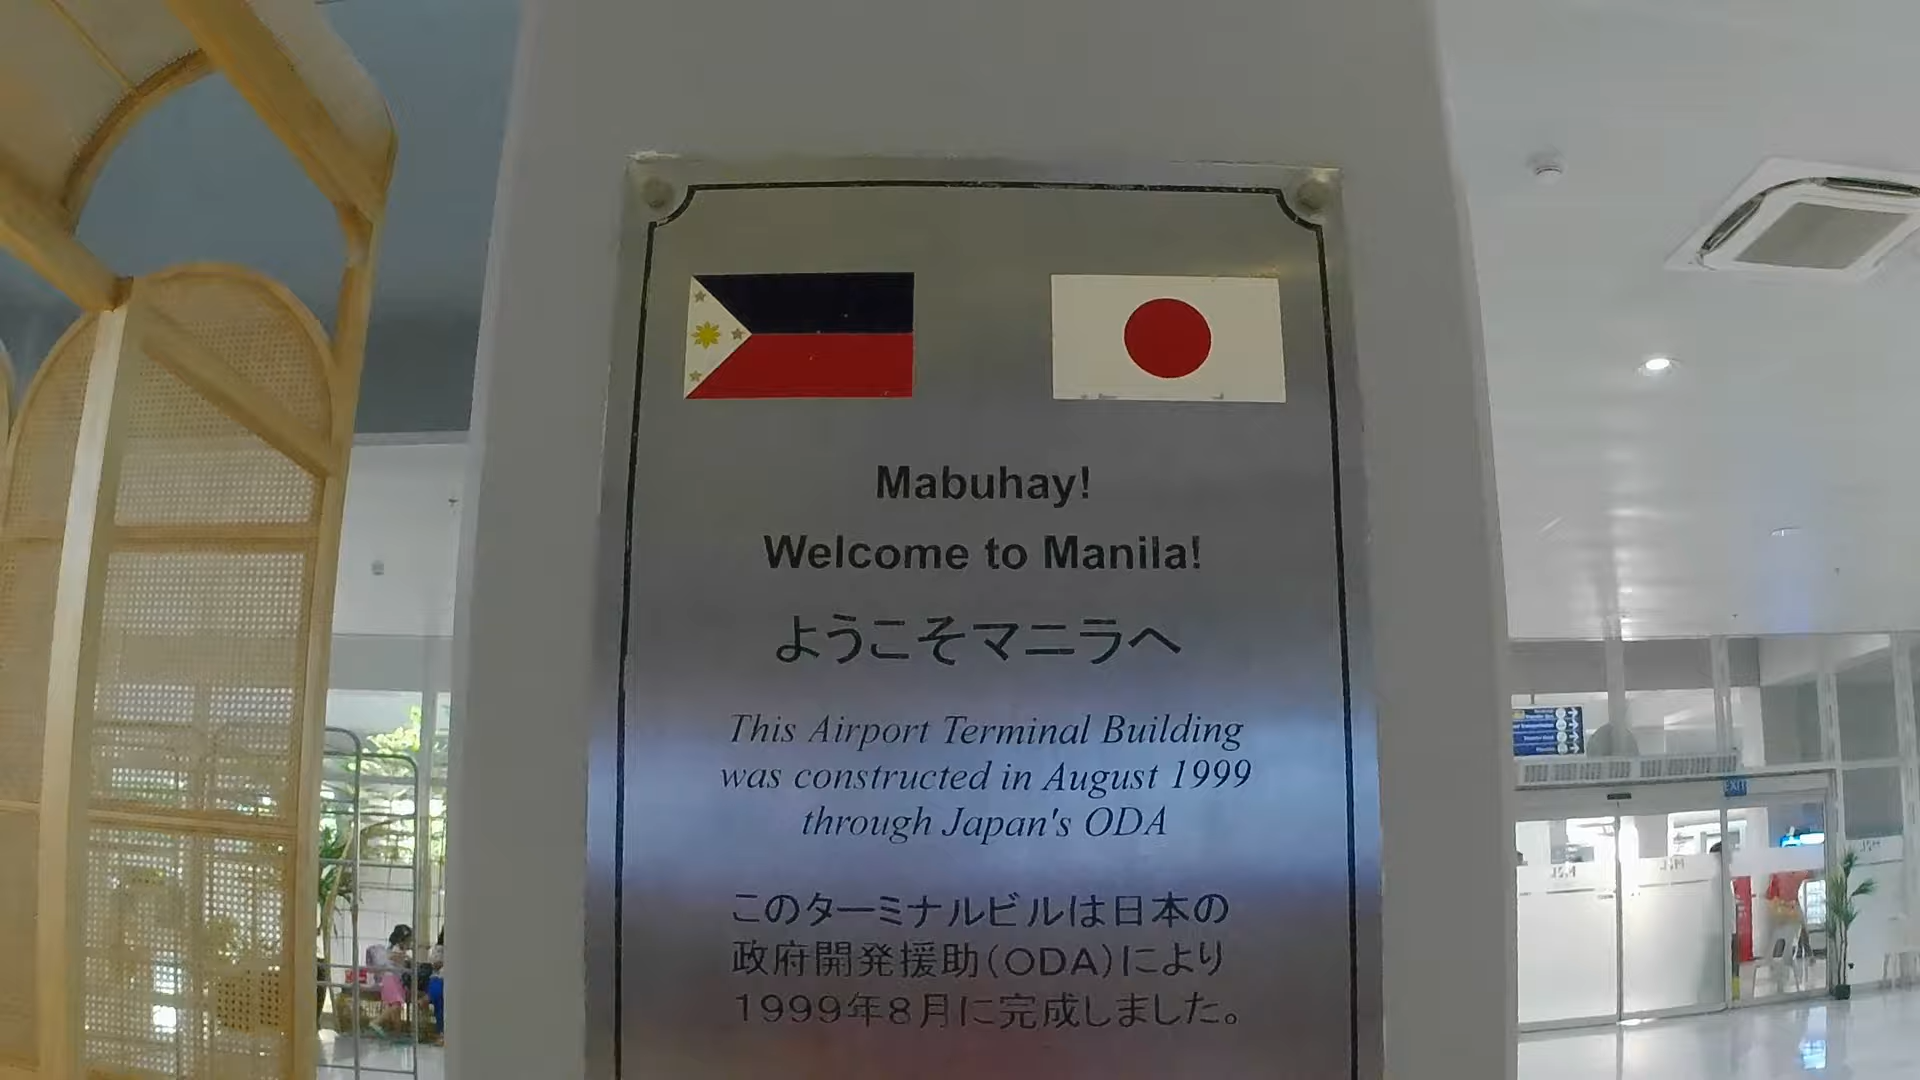 Mabuhay!
Welcome to Manila!
ようこそマニラへ
This Airport Terminal Building
was constructed in August 1999
through Japan's ODA
このターミナルビルは日本の
政府開発援助(ODA)により
1999年8月に完成しました。
EXIT